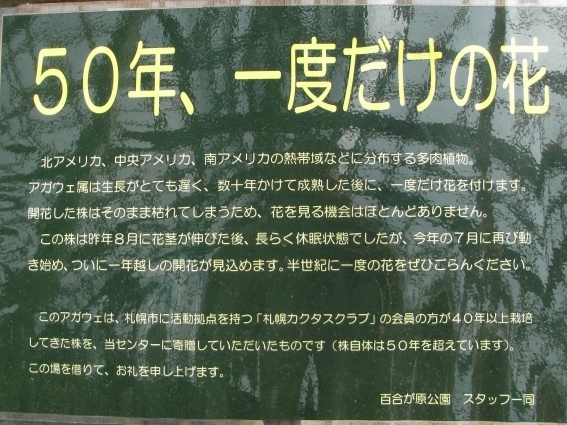 50年、一度だけの花
北アメリカ、中央アメリカ、南アメリカの熱帯域などに分布する多肉植物。
アガウェ属は生長がとても遅く、数十年かけて成熟した後に、一度だけ花を付けます。
開花した株はそのまま枯れてしまうため、花を見る機会はほとんどありません。
この株は昨年8月に花茎が伸びた後、長らく休眠状態でしたが、今年の7月に再び動
き始め、ついに一年越しの開花が見込めます。半世紀に一度の花をぜひごらんください。
このアガウェは、札幌市に活動拠点を持つ「札幌カクタスクラブ」の会員の方が40年以上栽培
してきた株を、当センターに寄贈していただいたものです（株自体は50年を超えています）。
この場を借りて、お礼を申し上げます。
百合が原公園　スタッフ一同